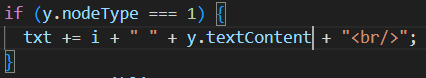 if (y.nodeType === 1) {
txt += i + " " + y.textContent + "<br/>";
}